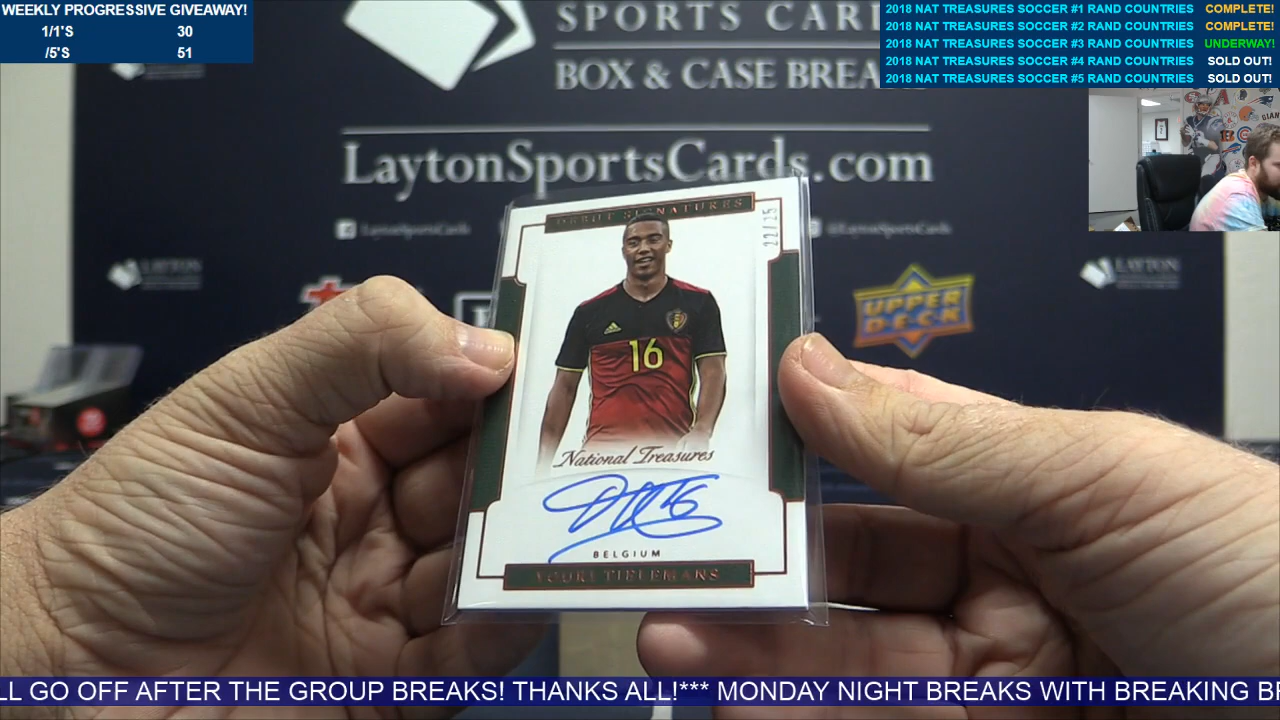 WEEKLY PROGRESSIVE GIVEAWAY!
1/1'S 30
/5'S 51
2018 NAT TREASURES SOCCER #1 RAND COUNTRIES COMPLETE!
2018 NAT TREASURES SOCCER #2 RAND COUNTRIES COMPLETE!
2018 NAT TREASURES SOCCER #3 RAND COUNTRIES UNDERWAY!
2018 NAT TREASURES SOCCER #4 RAND COUNTRIES SOLD OUT!
2018 NAT TREASURES SOCCER #5 RAND COUNTRIES SOLD OUT!
SPORTS CAR
BOX & CASE BREA
LaytonSportsCards.com
LaytonSportsCards
@LaytonSportsCards
LAYTON
LAYTON
UPPER
DECK
GIAN
DEBUT SIGNATURES
22/25
16
National Treasures
BELGIUM
YOURI TIELEMANS
LL GO OFF AFTER THE GROUP BREAKS! THANKS ALL!*** MONDAY NIGHT BREAKS WITH BREAKING BE